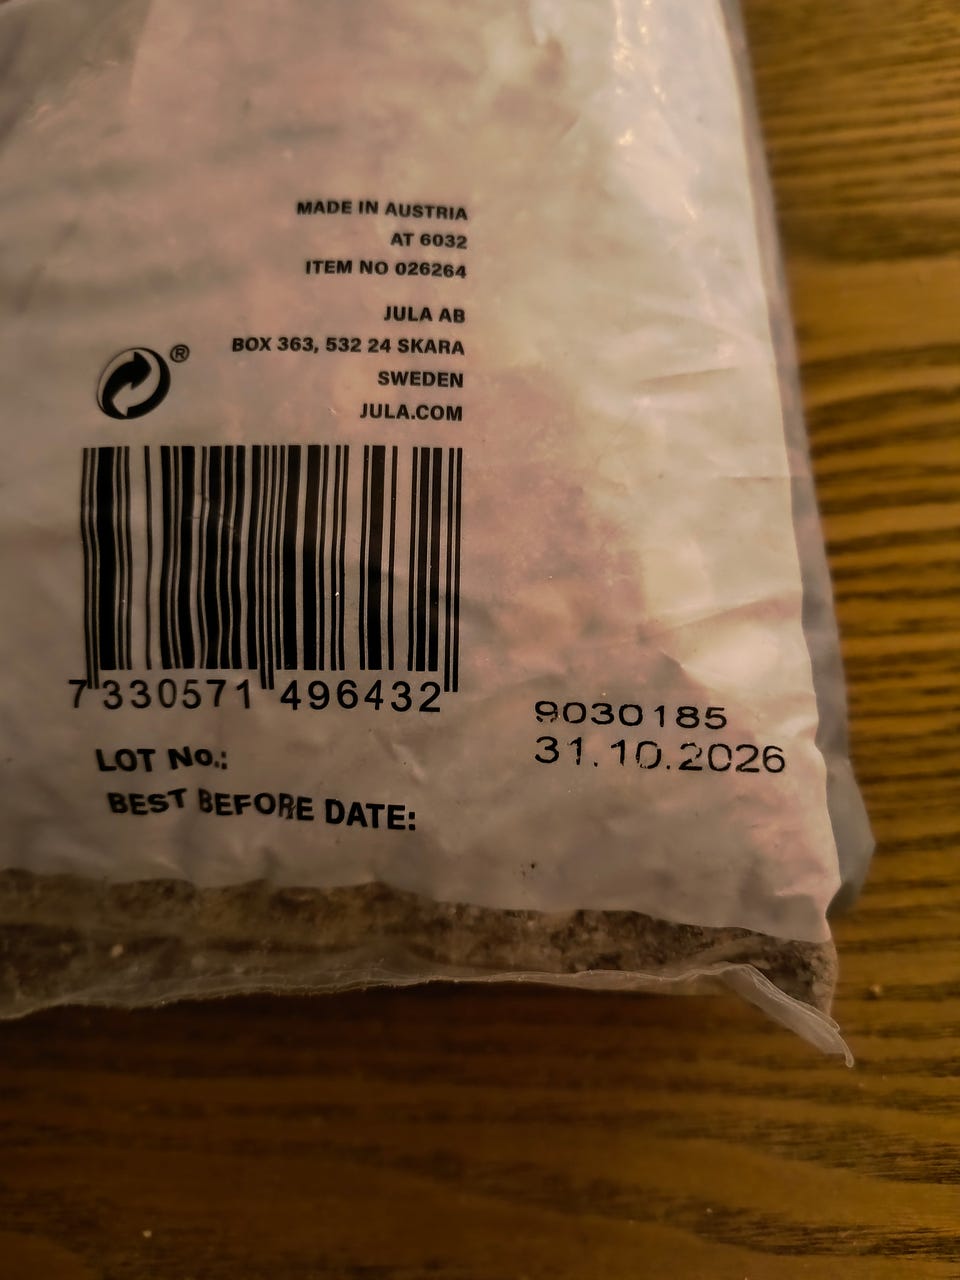 MADE IN AUSTRIA
AT 6032
ITEM NO 026264
JULA AB
BOX 363, 532 24 SKARA
SWEDEN
JULA.COM
®
7 330571 496432
9030185
31.10.2026
LOT No.:
BEST BEFORE DATE: